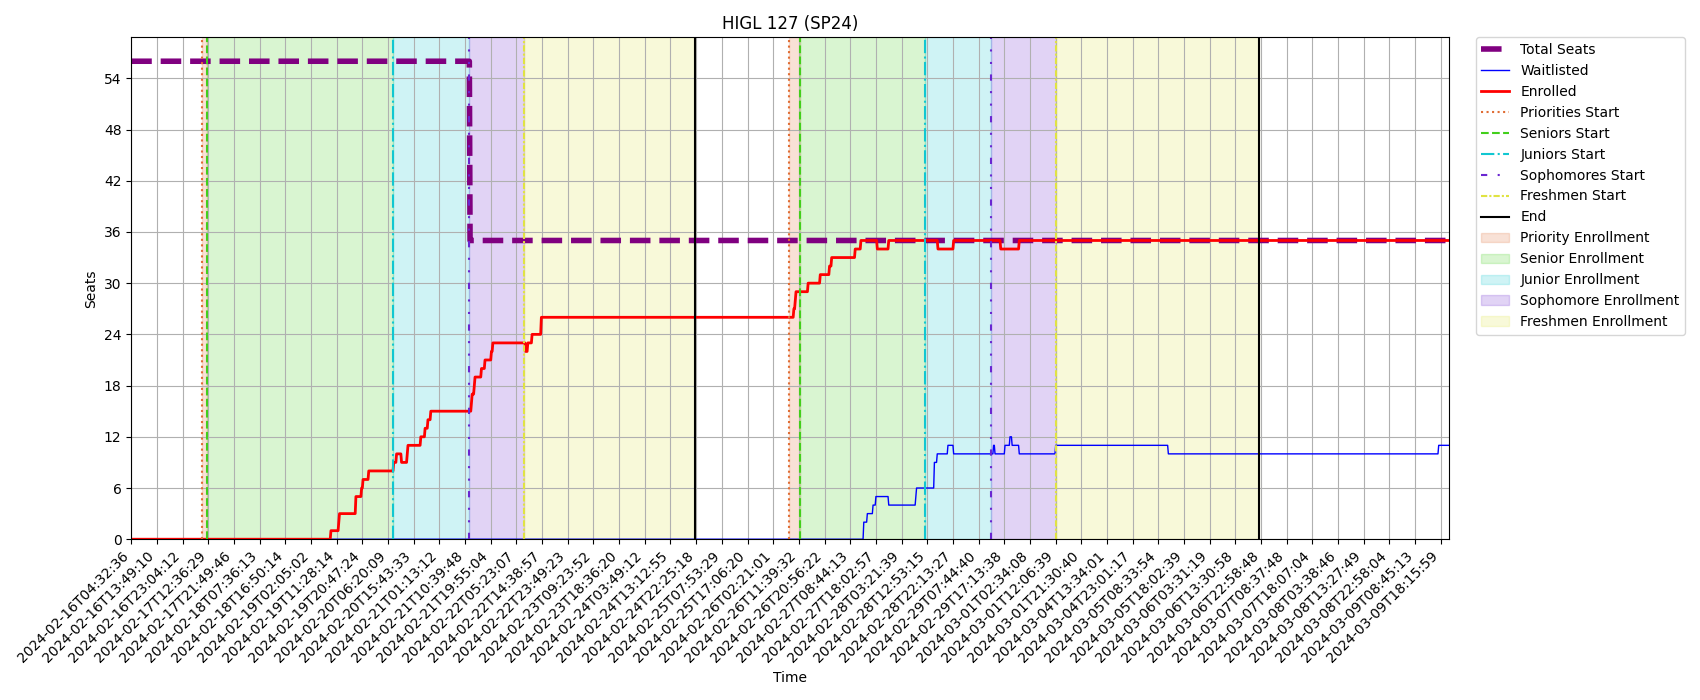 HIGL 127 (SP24)
Total Seats
Waitlisted
Enrolled
Priorities Start
Seniors Start
Juniors Start
Sophomores Start
Freshmen Start
End
Priority Enrollment
Senior Enrollment
Junior Enrollment
Sophomore Enrollment
Freshmen Enrollment
Seats
54
48
42
36
30
24
18
12
6
0
2024-02-16T04:32:36
2024-02-16T13:49:10
2024-02-16T23:04:12
2024-02-17T12:36:29
2024-02-17T21:49:46
2024-02-18T07:36:13
2024-02-18T16:50:14
2024-02-19T02:05:02
2024-02-19T11:28:14
2024-02-19T20:47:24
2024-02-20T06:20:09
2024-02-20T15:43:33
2024-02-21T01:13:12
2024-02-21T10:39:48
2024-02-21T19:55:04
2024-02-22T05:23:07
2024-02-22T14:38:57
2024-02-22T23:49:23
2024-02-23T09:23:52
2024-02-23T18:36:20
2024-02-24T03:49:12
2024-02-24T13:12:55
2024-02-24T22:25:18
2024-02-25T07:53:29
2024-02-25T17:06:20
2024-02-26T02:21:01
2024-02-26T11:39:32
2024-02-26T20:56:22
2024-02-27T08:44:13
2024-02-27T18:02:57
2024-02-28T03:21:39
2024-02-28T12:53:15
2024-02-28T22:13:27
2024-02-29T07:44:40
2024-02-29T17:13:38
2024-03-01T02:34:08
2024-03-01T12:06:39
2024-03-01T21:30:40
2024-03-04T13:34:01
2024-03-04T23:01:17
2024-03-05T08:33:54
2024-03-05T18:02:39
2024-03-06T03:31:19
2024-03-06T13:30:58
2024-03-06T22:58:48
2024-03-07T08:37:48
2024-03-07T18:07:04
2024-03-08T03:38:46
2024-03-08T13:27:49
2024-03-08T22:58:04
2024-03-09T08:45:13
2024-03-09T18:15:59
Time